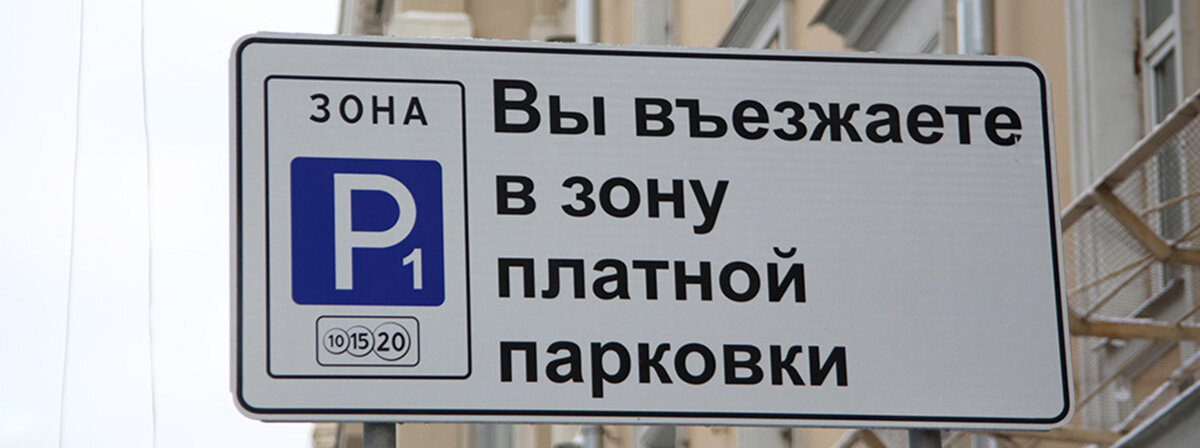 ЗОНА
P1
10 15 20
Вы въезжаете
в зону
платной
парковки